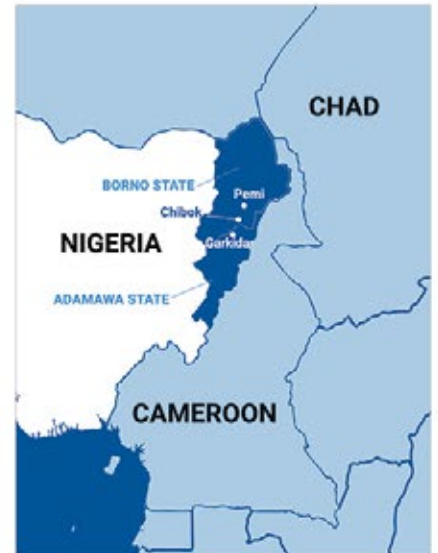 CHAD
BORNO STATE
Pemi
Chibok
Garkida
NIGERIA
ADAMAWA STATE
CAMEROON